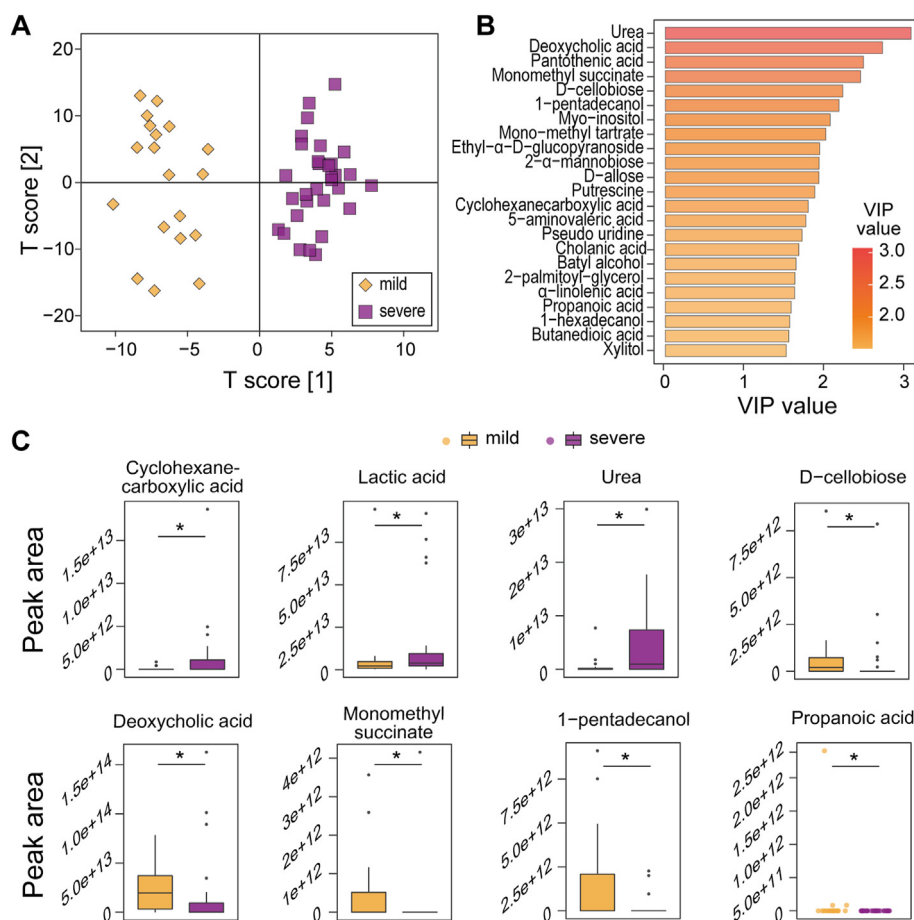 A
20
10
0
−10
−20
T score [2]
mild
severe
−10
−5
0
5
10
T score [1]
B
Urea
Deoxycholic acid
Pantothenic acid
Monomethyl succinate
D−cellobiose
1−pentadecanol
Myo−inositol
Mono−methyl tartrate
Ethyl−α−D−glucopyranoside
2−α−mannobiose
D−allose
Putrescine
Cyclohexanecarboxylic acid
5−aminovaleric acid
Pseudo uridine
Cholanic acid
Batyl alcohol
2−palmitoyl−glycerol
α−linolenic acid
Propanoic acid
1−hexadecanol
Butanedioic acid
Xylitol
0
1
2
3
VIP value
VIP
value
3.0
2.5
2.0
C
mild
severe
Cyclohexane-
carboxylic acid
Peak area
1.5e+13
1.0e+13
5.0e+12
0
*
Lactic acid
7.5e+13
5.0e+13
2.5e+13
0
*
Urea
3e+13
2e+13
1e+13
0
*
D−cellobiose
7.5e+12
5.0e+12
2.5e+12
0
*
Deoxycholic acid
Peak area
1.5e+14
1.0e+14
5.0e+13
0
*
Monomethyl
succinate
4e+12
3e+12
2e+12
1e+12
0
*
1−pentadecanol
7.5e+12
5.0e+12
2.5e+12
0
*
Propanoic acid
2.5e+12
2.0e+12
1.5e+12
1.0e+12
5.0e+11
0
*